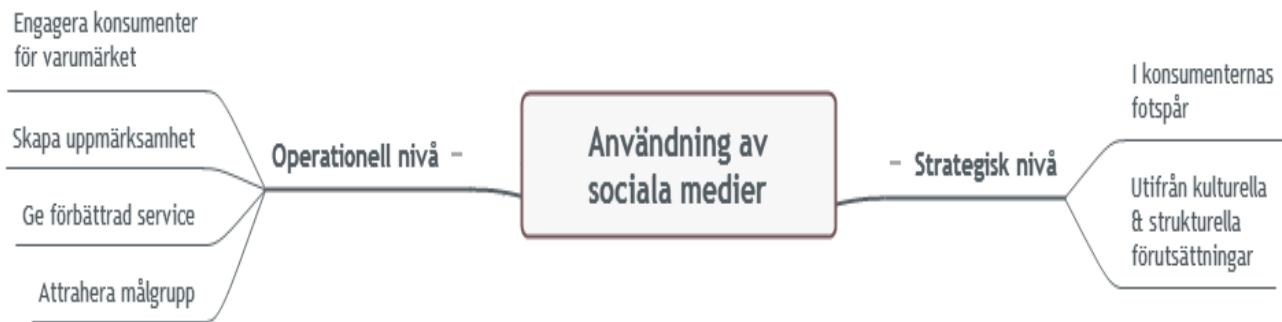 Engagera konsumenter
för varumärket
Skapa uppmärksamhet
Ge förbättrad service
Attrahera målgrupp
Operationell nivå
Användning av
sociala medier
Strategisk nivå
I konsumenternas
fotspår
Utifrån kulturella
& strukturella
förutsättningar